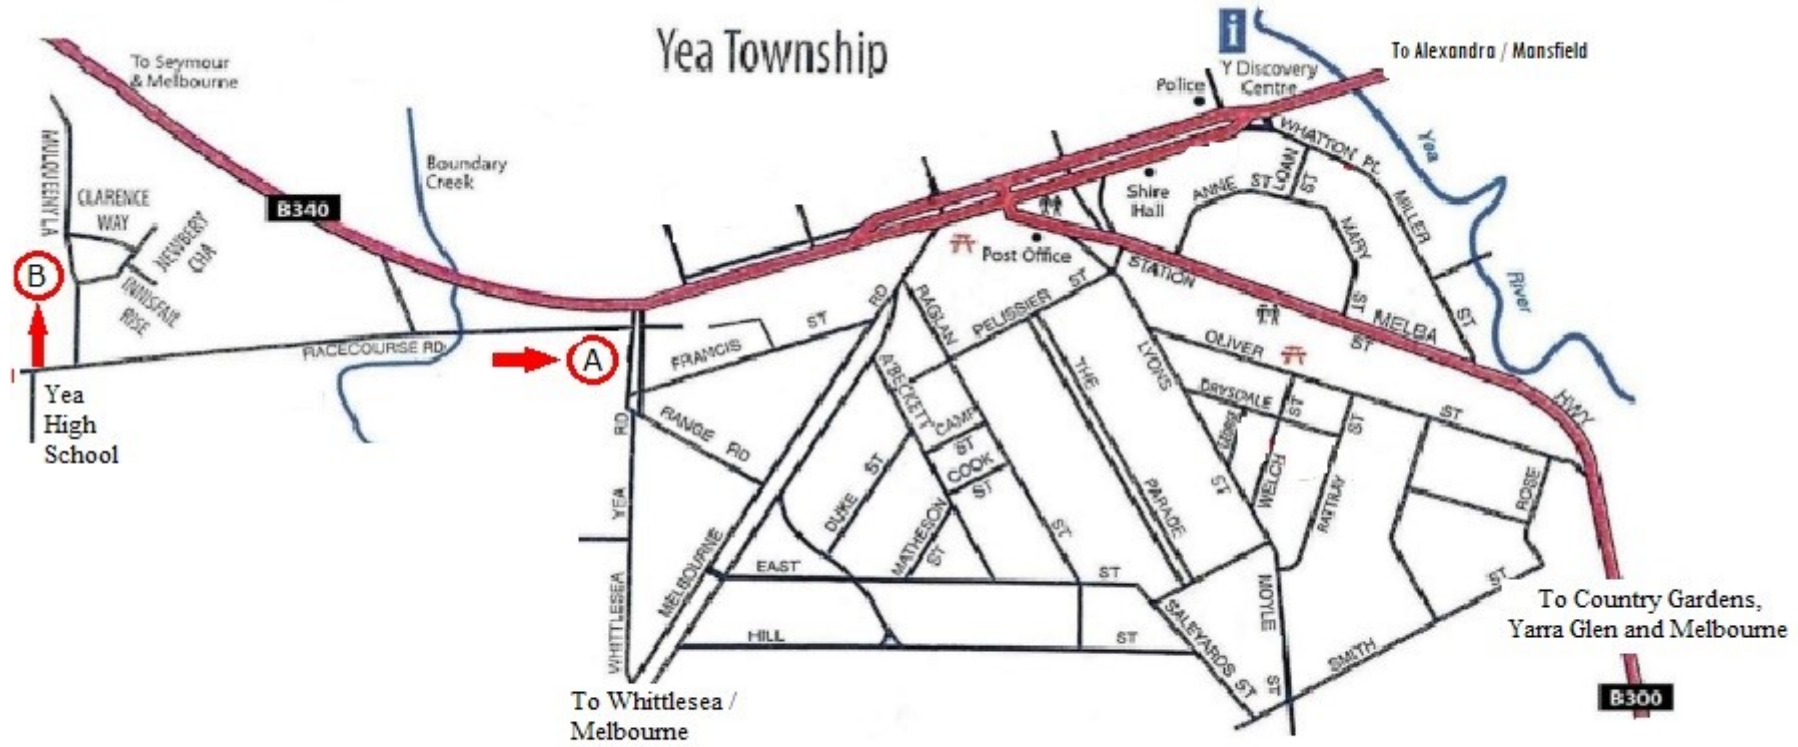 Yea Township
To Alexandra / Mansfield
i
Y Discovery
Centre
Police
To Seymour
& Melbourne
Boundary
Creek
B340
MULQUEENY LA
CLARENCE
WAY
NEWBERY
CHA
INNISFAIL
RISE
B
A
Yea
High
School
RACECOURSE RD
Shire
Hall
Post Office
WHATTON PL
LOAN
ST
ANNE ST
MARY
ST
MILLER
ST
Yea
River
STATION
ST
MELBA
HWY
FRANCIS ST
RANGE RD
RD
RAGLAN
ST
PELISSIER ST
A'BECKETT
CAMP
ST
COOK
ST
DUKE ST
MATHESON
ST
THE
PARADE
LYONS
ST
OLIVER
ST
DRYSDALE
WELCH
ST
RATTRAY
ST
ROSE
WHITTLESEA YEA RD
MELBOURNE
EAST ST
HILL ST
SALEYARDS ST
MOYLE
ST
SMITH
ST
To Whittlesea /
Melbourne
To Country Gardens,
Yarra Glen and Melbourne
B300